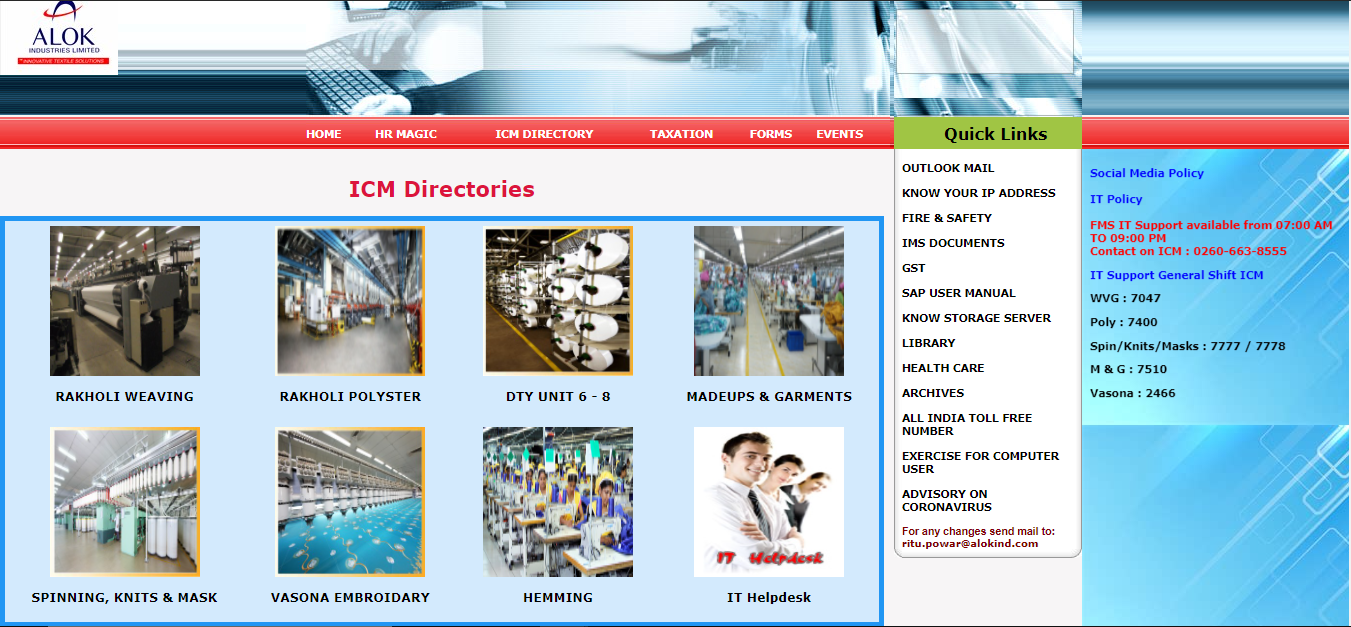 ALOK
INDUSTRIES LIMITED
"INNOVATIVE TEXTILE SOLUTIONS"
HOME HR MAGIC ICM DIRECTORY TAXATION FORMS EVENTS
ICM Directories
RAKHOLI WEAVING RAKHOLI POLYSTER DTY UNIT 6 - 8 MADEUPS & GARMENTS
IT Helpdesk
SPINNING, KNITS & MASK VASONA EMBROIDARY HEMMING IT Helpdesk
Quick Links
OUTLOOK MAIL
KNOW YOUR IP ADDRESS
FIRE & SAFETY
IMS DOCUMENTS
GST
SAP USER MANUAL
KNOW STORAGE SERVER
LIBRARY
HEALTH CARE
ARCHIVES
ALL INDIA TOLL FREE
NUMBER
EXERCISE FOR COMPUTER
USER
ADVISORY ON
CORONAVIRUS
For any changes send mail to:
ritu.powar@alokind.com
Social Media Policy
IT Policy
FMS IT Support available from 07:00 AM
TO 09:00 PM
Contact on ICM : 0260-663-8555
IT Support General Shift ICM
WVG : 7047
Poly : 7400
Spin/Knits/Masks : 7777 / 7778
M & G : 7510
Vasona : 2466